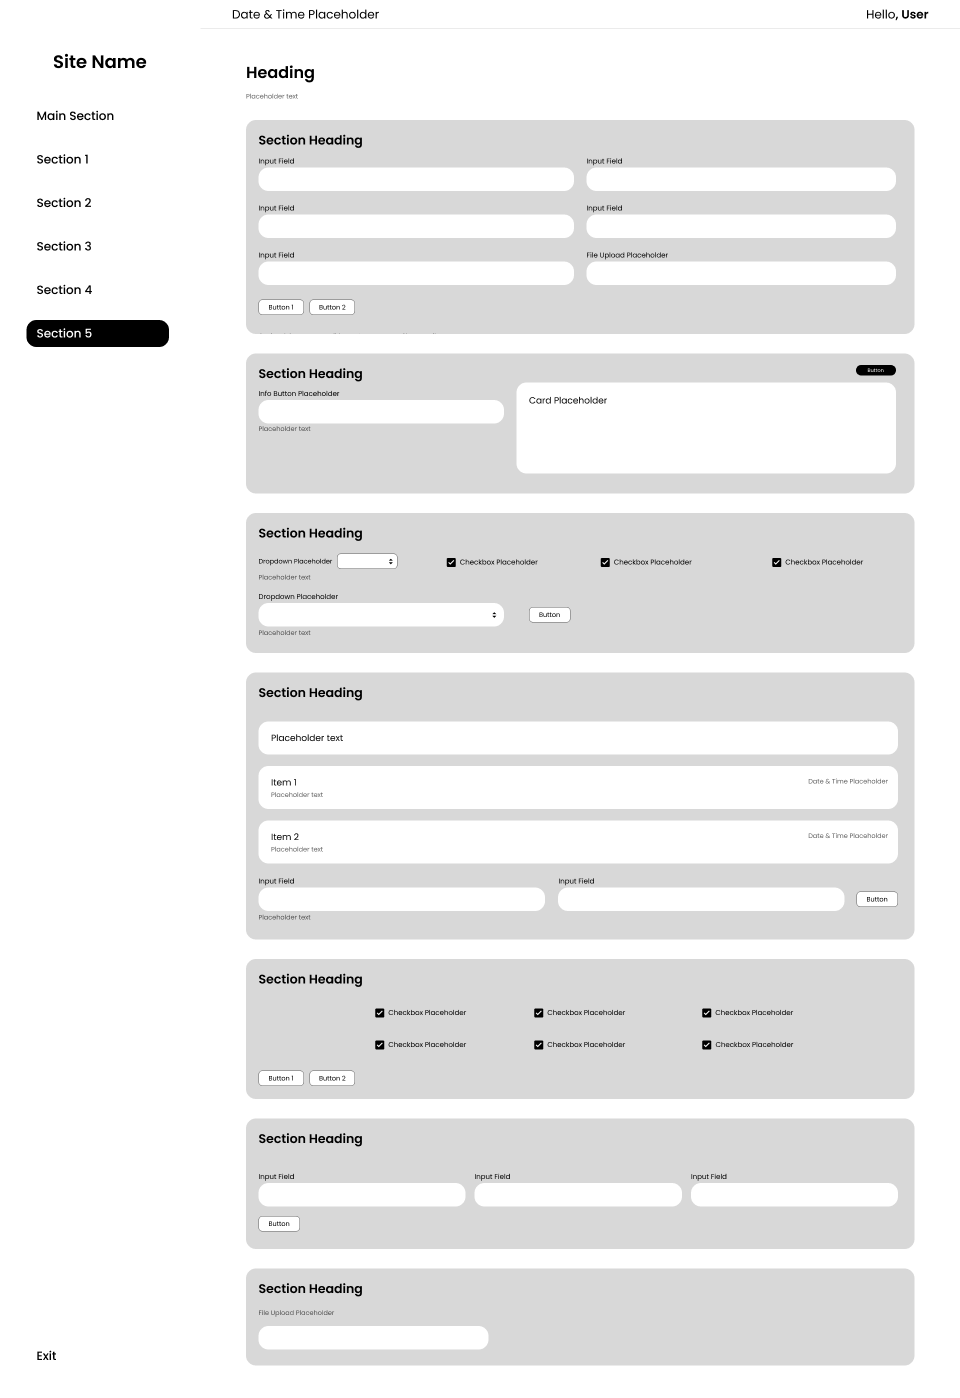 Date & Time Placeholder
Hello, User
Site Name
Main Section
Section 1
Section 2
Section 3
Section 4
Section 5
Exit
Heading
Placeholder text
Section Heading
Input Field
Input Field
Input Field
Input Field
Input Field
File Upload Placeholder
Button 1
Button 2
Section Heading
Button
Info Button Placeholder
Placeholder text
Card Placeholder
Section Heading
Dropdown Placeholder
Checkbox Placeholder
Checkbox Placeholder
Checkbox Placeholder
Placeholder text
Dropdown Placeholder
Button
Placeholder text
Section Heading
Placeholder text
Item 1
Placeholder text
Date & Time Placeholder
Item 2
Placeholder text
Date & Time Placeholder
Input Field
Input Field
Button
Placeholder text
Section Heading
Checkbox Placeholder
Checkbox Placeholder
Checkbox Placeholder
Checkbox Placeholder
Checkbox Placeholder
Checkbox Placeholder
Button 1
Button 2
Section Heading
Input Field
Input Field
Input Field
Button
Section Heading
File Upload Placeholder